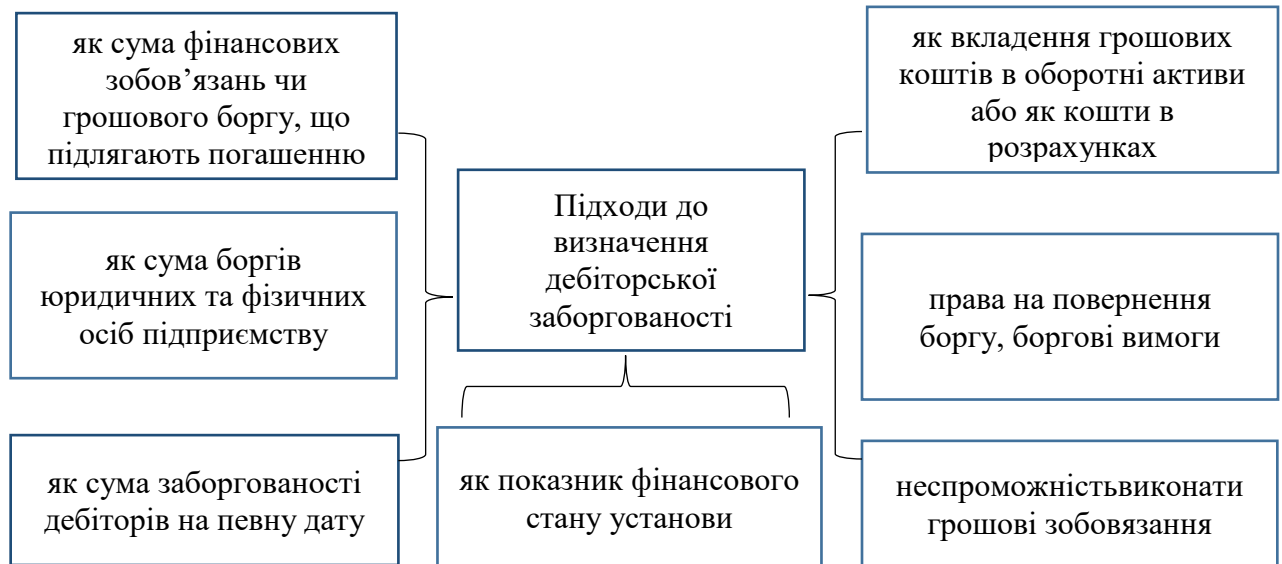 як сума фінансових
зобов’язань чи
грошового боргу, що
підлягають погашенню
як сума боргів
юридичних та фізичних
осіб підприємству
як сума заборгованості
дебіторів на певну дату
Підходи до
визначення
дебіторської
заборгованості
як показник фінансового
стану установи
як вкладення грошових
коштів в оборотні активи
або як кошти в
розрахунках
права на повернення
боргу, боргові вимоги
неспроможністьвиконати
грошові зобовязання